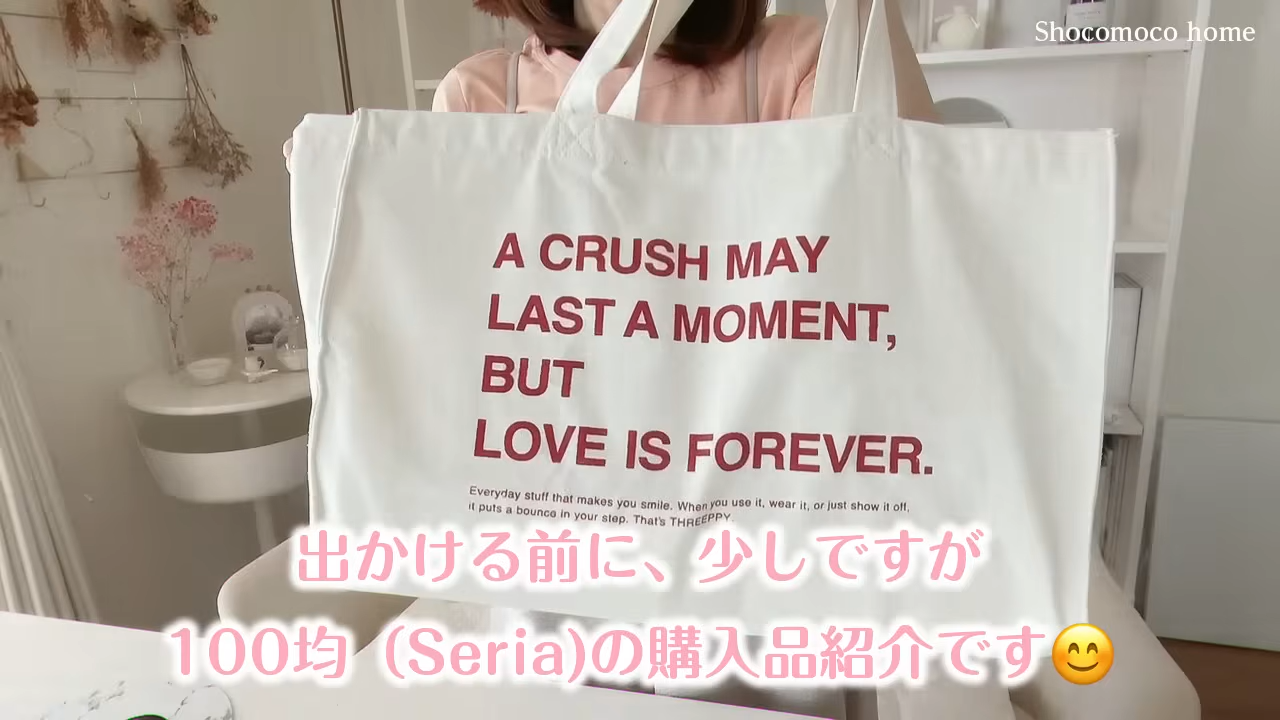 Shocomoco home
A CRUSH MAY
LAST A MOMENT,
BUT
LOVE IS FOREVER.
Everyday stuff that makes you smile. When you use it, wear it, or just show it off,
it puts a bounce in your step. That's THREEPPY.
出かける前に、少しですが
100均（Seria)の購入品紹介です😊